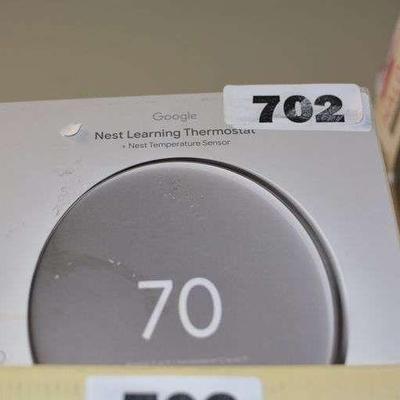 Google
702
Nest Learning Thermostat
+ Nest Temperature Sensor
70